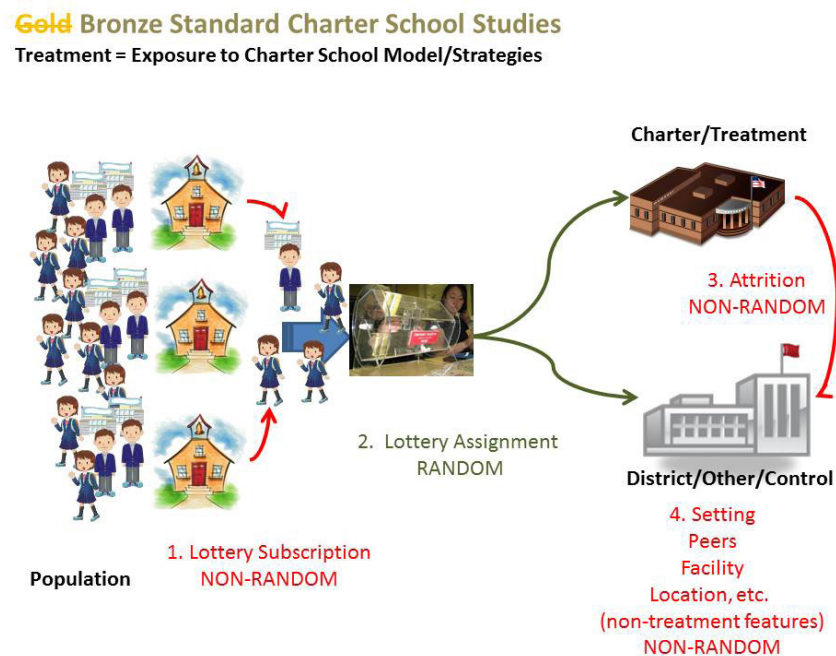 Gold Bronze Standard Charter School Studies
Treatment = Exposure to Charter School Model/Strategies
Charter/Treatment
3. Attrition
NON-RANDOM
2. Lottery Assignment
RANDOM
District/Other/Control
1. Lottery Subscription
NON-RANDOM
Population
4. Setting
Peers
Facility
Location, etc.
(non-treatment features)
NON-RANDOM